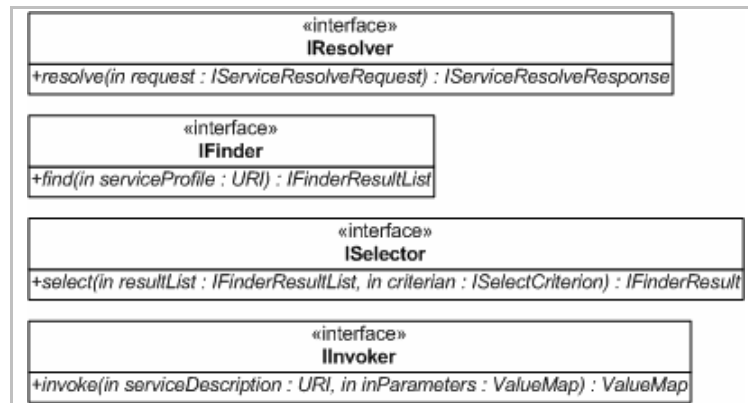 «interface»
IResolver
+resolve(in request : IServiceResolveRequest) : IServiceResolveResponse
«interface»
IFinder
+find(in serviceProfile : URI) : IFinderResultList
«interface»
ISelector
+select(in resultList : IFinderResultList, in criterian : ISelectCriterion) : IFinderResult
«interface»
IInvoker
+invoke(in serviceDescription : URI, in inParameters : ValueMap) : ValueMap